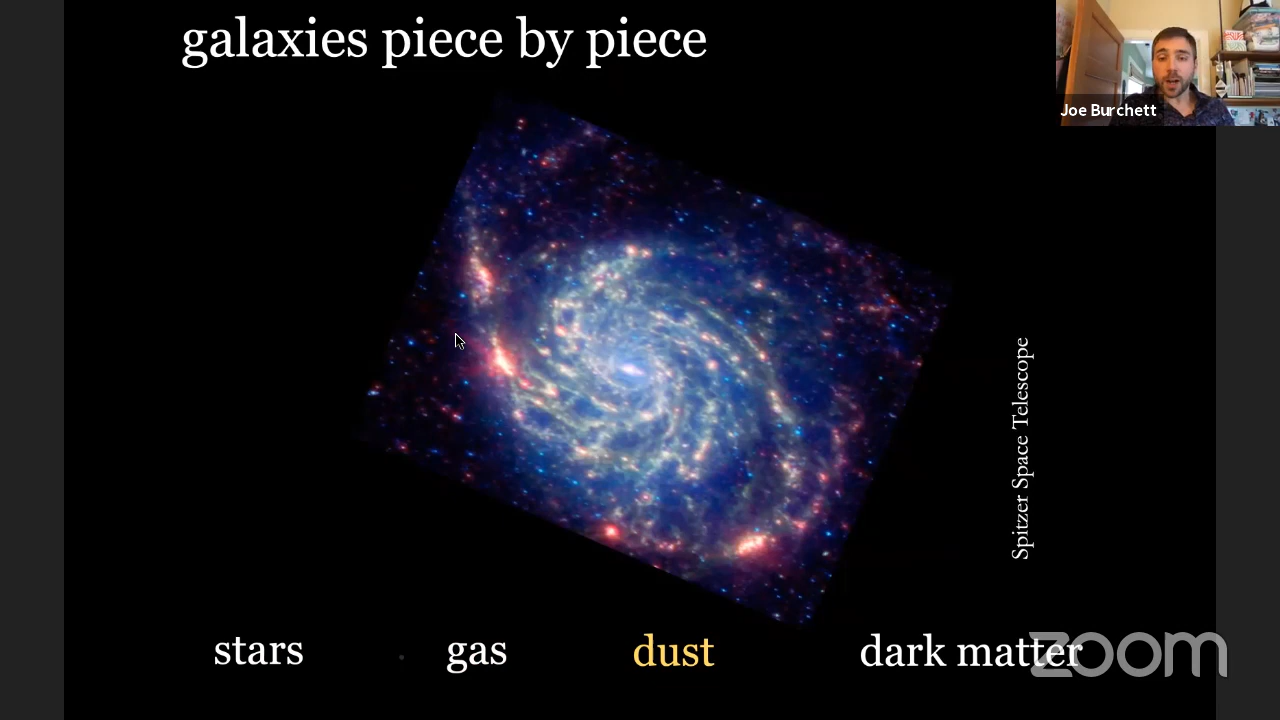 galaxies piece by piece
Joe Burchett
Spitzer Space Telescope
stars gas dust dark matter
zoom